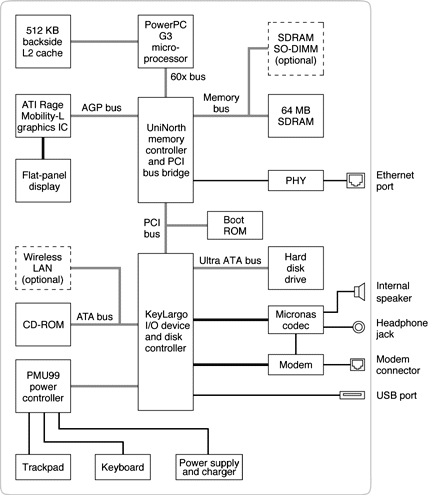 512 KB
backside
L2 cache
PowerPC
G3
micro-
processor
SDRAM
SO-DIMM
(optional)
60x bus
ATI Rage
Mobility-L
graphics IC
AGP bus
Memory
bus
64 MB
SDRAM
UniNorth
memory
controller
and PCI
bus bridge
Flat-panel
display
PHY
Ethernet
port
PCI
bus
Boot
ROM
Wireless
LAN
(optional)
Ultra ATA bus
Hard
disk
drive
KeyLargo
I/O device
and disk
controller
CD-ROM
ATA bus
Micronas
codec
Internal
speaker
Headphone
jack
Modem
Modem
connector
PMU99
power
controller
USB port
Trackpad
Keyboard
Power supply
and charger